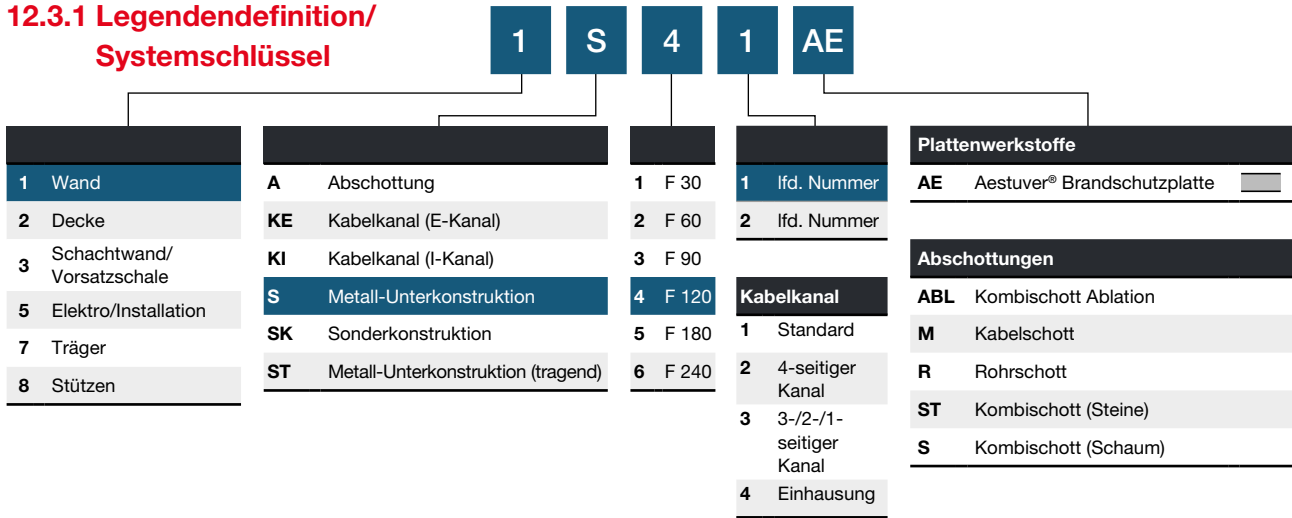 12.3.1 Legendendefinition/
Systemschlüssel
1 S 4 1 AE
1 Wand
2 Decke
3 Schachtwand/
Vorsatzschale
5 Elektro/Installation
7 Träger
8 Stützen
A Abschottung
KE Kabelkanal (E-Kanal)
KI Kabelkanal (I-Kanal)
S Metall-Unterkonstruktion
SK Sonderkonstruktion
ST Metall-Unterkonstruktion (tragend)
1 F 30
2 F 60
3 F 90
4 F 120
5 F 180
6 F 240
1 lfd. Nummer
2 lfd. Nummer
Kabelkanal
1 Standard
2 4-seitiger
Kanal
3 3-/2-/1-
seitiger
Kanal
4 Einhausung
Plattenwerkstoffe
AE Aestuver® Brandschutzplatte
Abschottungen
ABL Kombischott Ablation
M Kabelschott
R Rohrschott
ST Kombischott (Steine)
S Kombischott (Schaum)